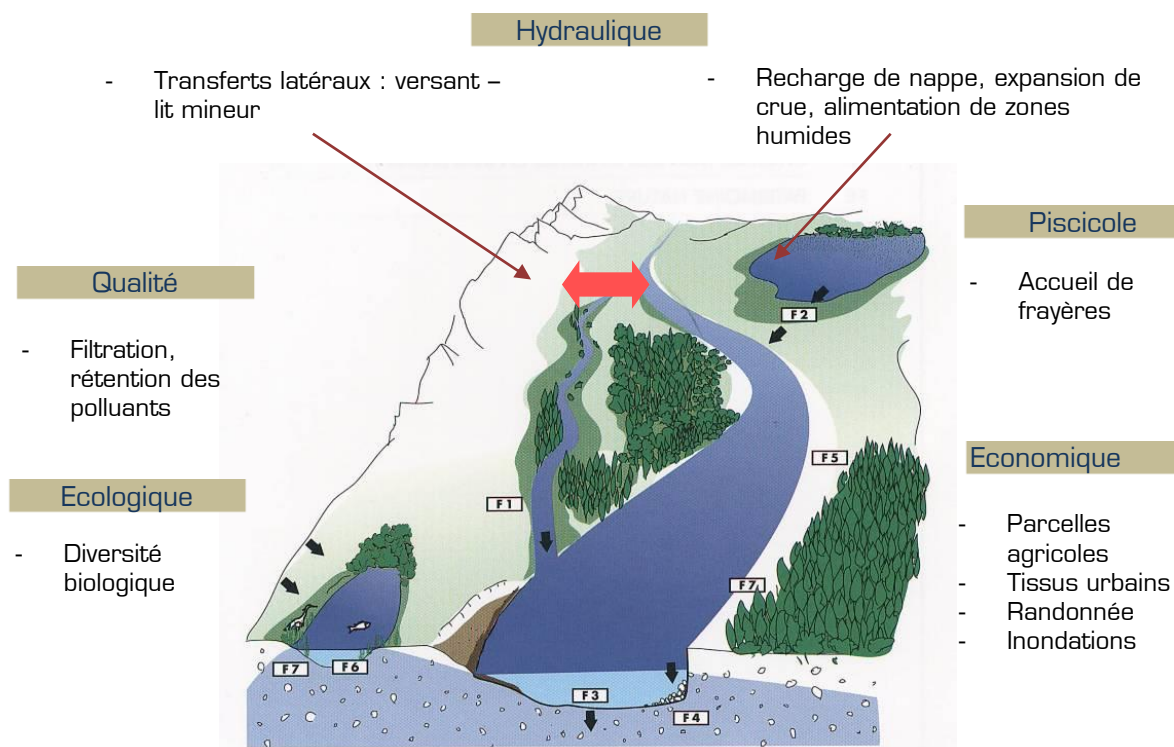 Hydraulique
- Transferts latéraux : versant –
lit mineur
- Recharge de nappe, expansion de
crue, alimentation de zones
humides
Qualité
- Filtration,
rétention des
polluants
Ecologique
- Diversité
biologique
Piscicole
- Accueil de
frayères
Economique
- Parcelles
agricoles
- Tissus urbains
- Randonnée
- Inondations
F2
F5
F1
F7
F7
F6
F3
F4